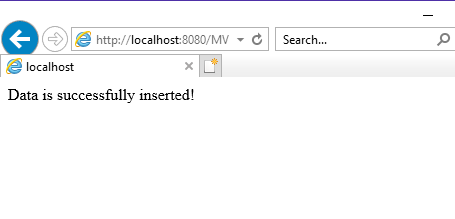 http://localhost:8080/MV
Search...
localhost
Data is successfully inserted!